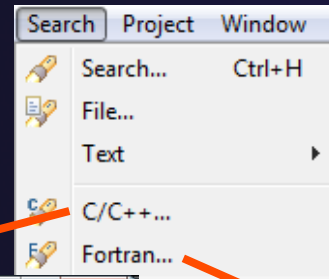 Search Project Window
Search... Ctrl+H
File...
Text
C/C++...
Fortran...